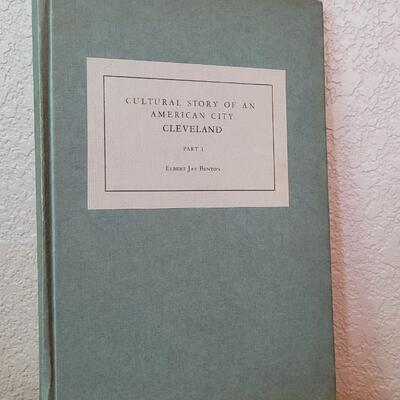 CULTURAL STORY OF AN
AMERICAN CITY
CLEVELAND
PART I
ELBERT JAY BENTON